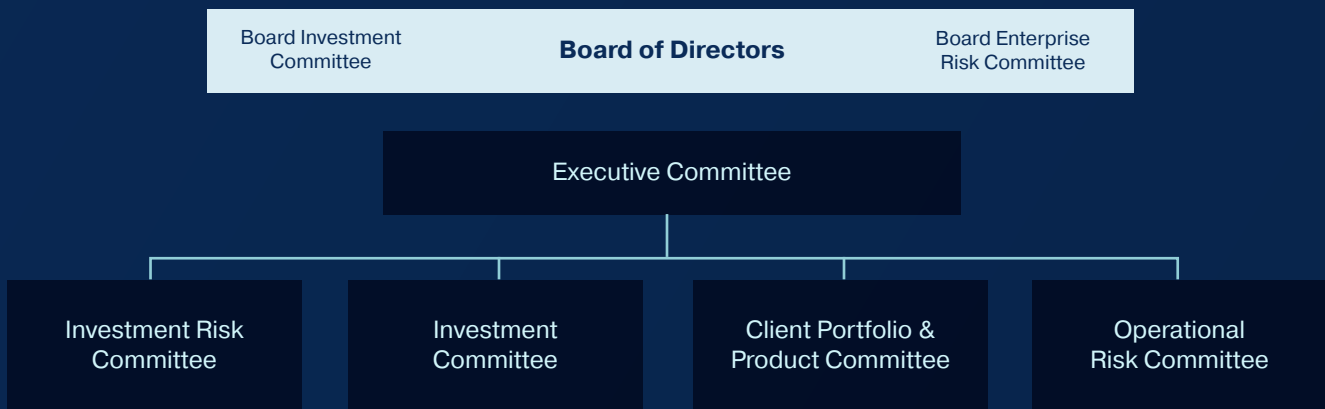 Board Investment
Committee
Board of Directors
Board Enterprise
Risk Committee
Executive Committee
Investment Risk
Committee
Investment
Committee
Client Portfolio &
Product Committee
Operational
Risk Committee